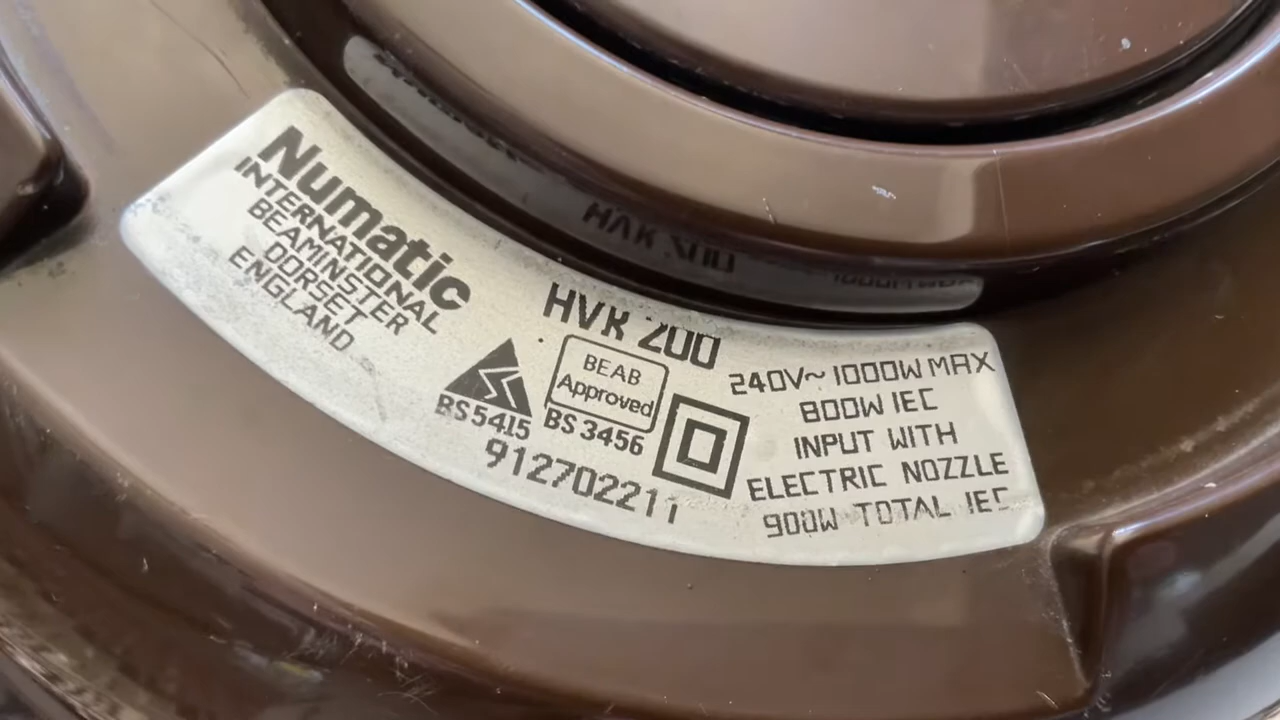 Numatic
INTERNATIONAL
BEAMINSTER
DORSET
ENGLAND
HVR 200
BEAB
Approved
BS 5415
BS 3456
912702211
240V~ 1000W MAX
800W IEC
INPUT WITH
ELECTRIC NOZZLE
900W TOTAL IEC